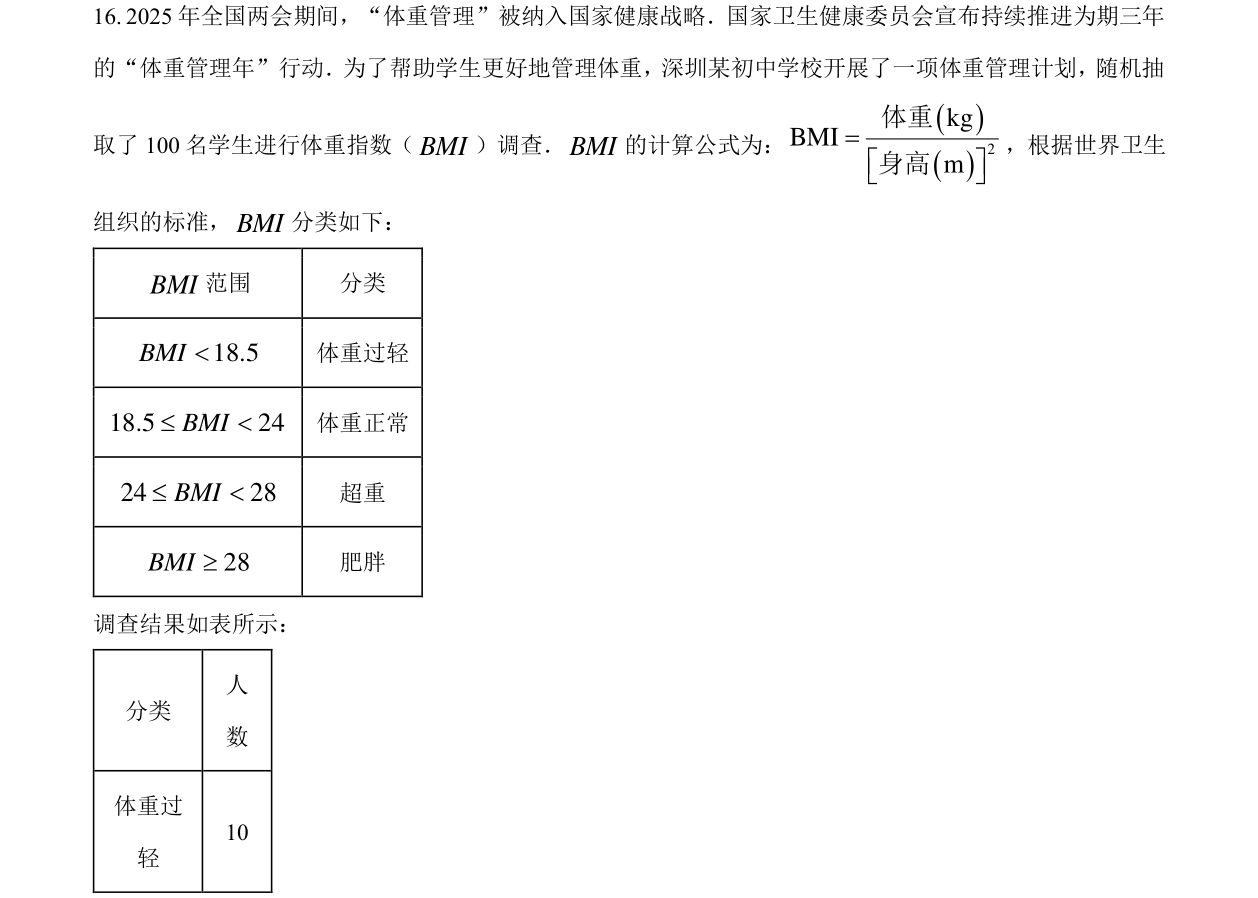 16. 2025 年全国两会期间，“体重管理”被纳入国家健康战略．国家卫生健康委员会宣布持续推进为期三年
的“体重管理年”行动．为了帮助学生更好地管理体重，深圳某初中学校开展了一项体重管理计划，随机抽
取了 100 名学生进行体重指数（ BMI ）调查． BMI 的计算公式为： BMI = 体重(kg) / [身高(m)]² ，根据世界卫生
组织的标准， BMI 分类如下：
BMI 范围 分类
BMI < 18.5 体重过轻
18.5 ≤ BMI < 24 体重正常
24 ≤ BMI < 28 超重
BMI ≥ 28 肥胖
调查结果如表所示：
分类 人
数
体重过
轻 10